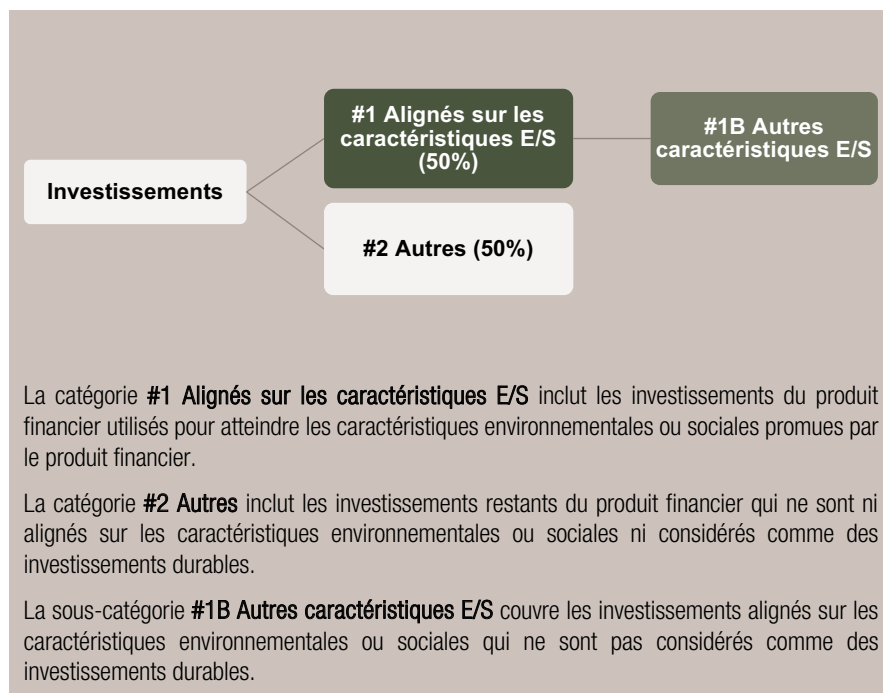 #1 Alignés sur les
caractéristiques E/S
(50%)
#1B Autres
caractéristiques E/S
Investissements
#2 Autres (50%)
La catégorie #1 Alignés sur les caractéristiques E/S inclut les investissements du produit
financier utilisés pour atteindre les caractéristiques environnementales ou sociales promues par
le produit financier.
La catégorie #2 Autres inclut les investissements restants du produit financier qui ne sont ni
alignés sur les caractéristiques environnementales ou sociales ni considérés comme des
investissements durables.
La sous-catégorie #1B Autres caractéristiques E/S couvre les investissements alignés sur les
caractéristiques environnementales ou sociales qui ne sont pas considérés comme des
investissements durables.